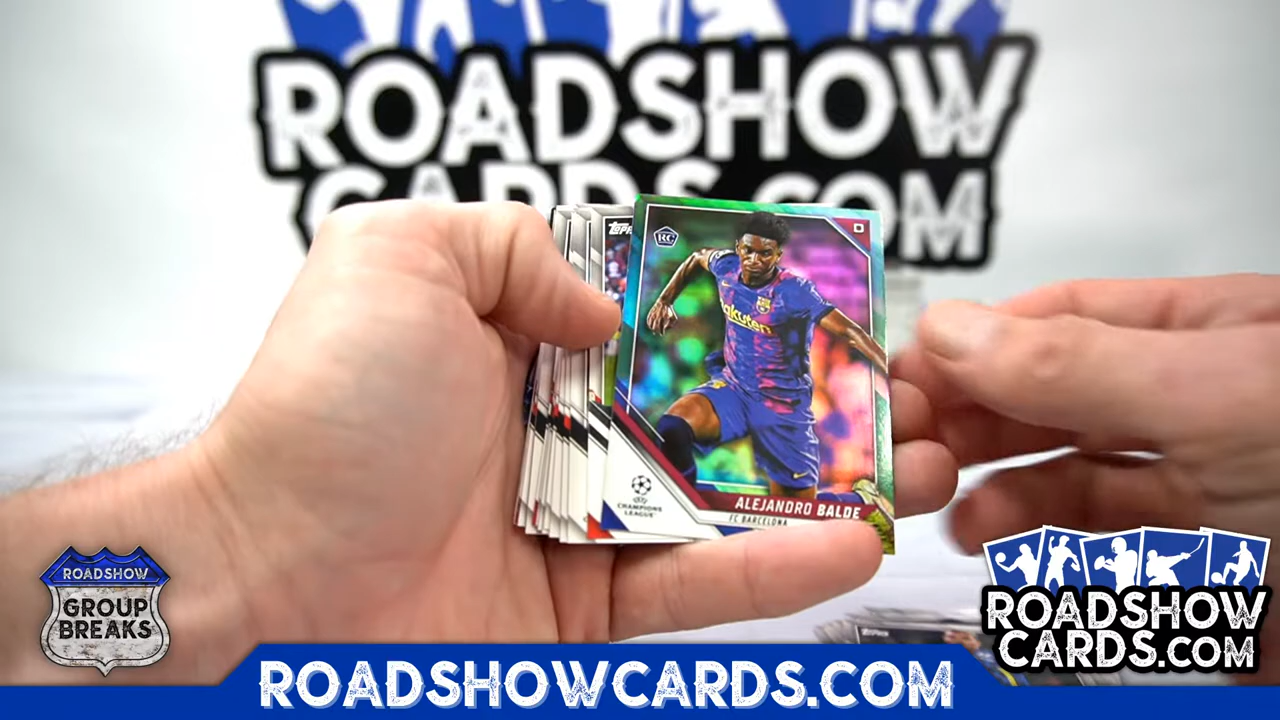 ROADSHOW
CARDS.COM
TOPPS
RC
D
Rakuten
UEFA
CHAMPIONS
LEAGUE
ALEJANDRO BALDE
FC BARCELONA
ROADSHOW
GROUP
BREAKS
ROADSHOW
CARDS.COM
ROADSHOWCARDS.COM